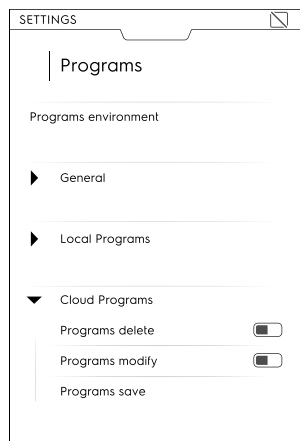 SETTINGS
Programs
Programs environment
General
Local Programs
Cloud Programs
Programs delete
Programs modify
Programs save